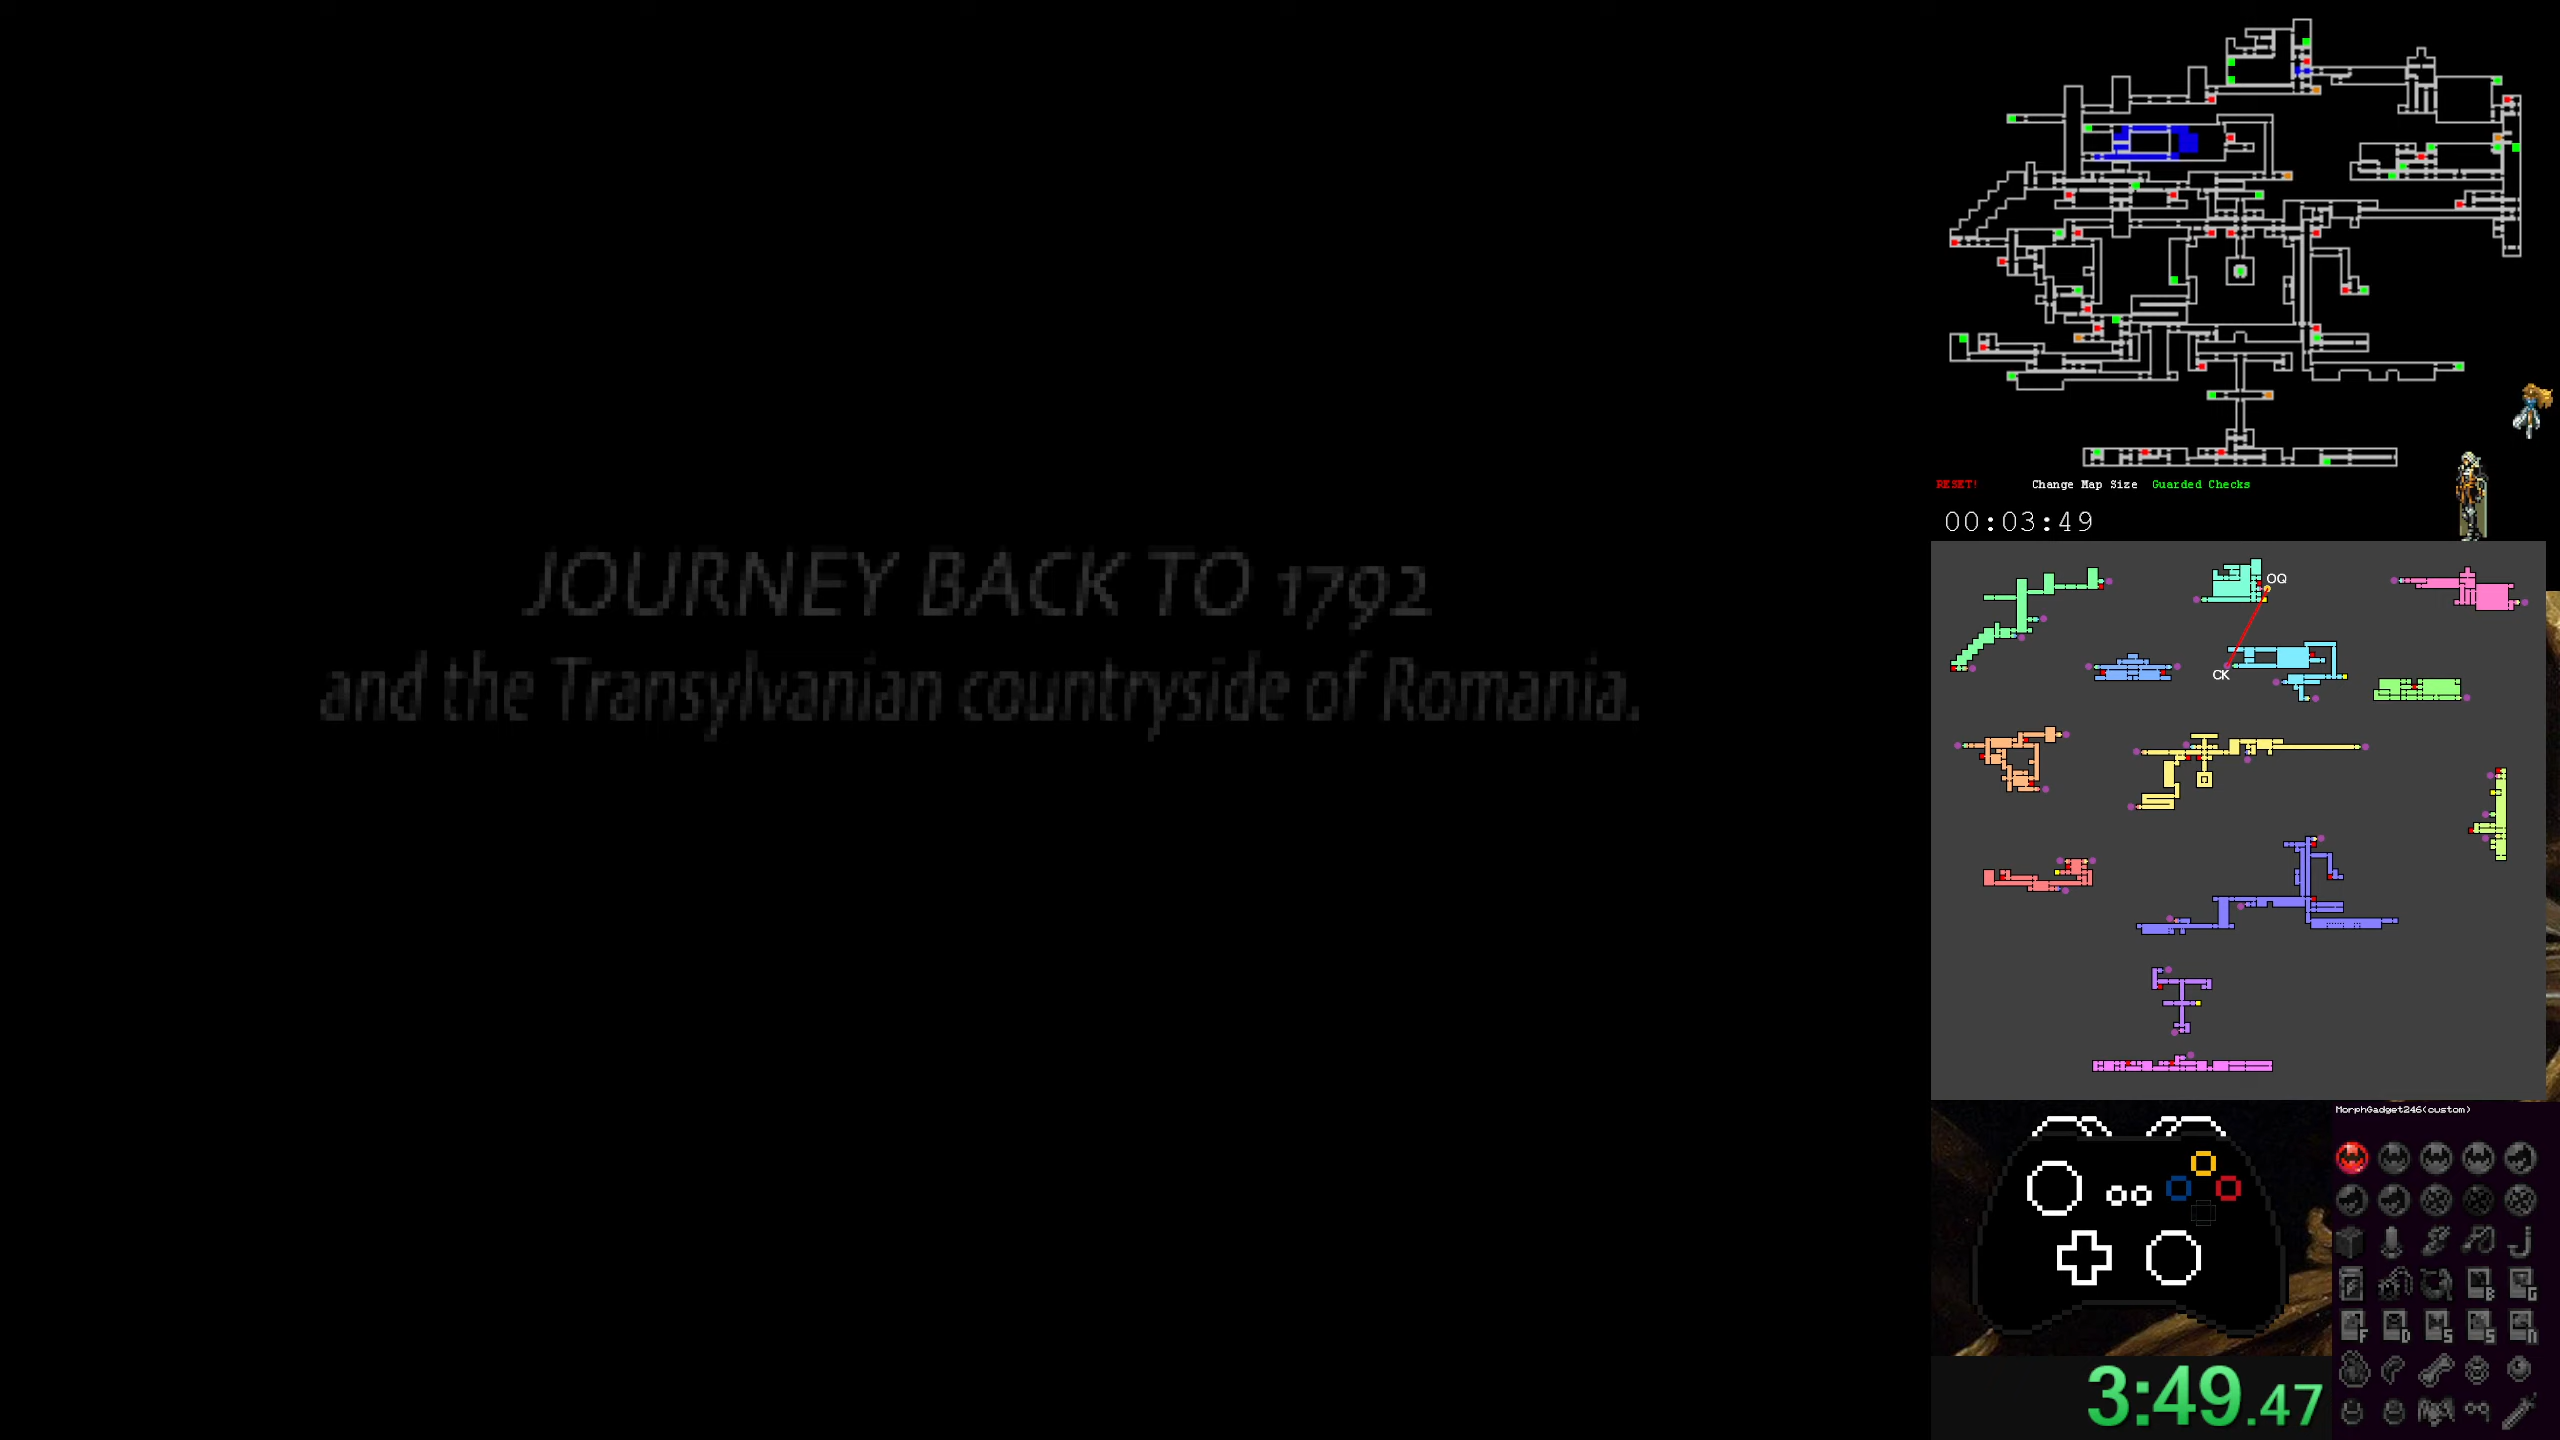 JOURNEY BACK TO 1792
and the Transylvanian countryside of Romania.
RESET!
Change Map Size
Guarded Checks
00:03:49
OQ
CK
MorphGadget246(custom)
3:49.47